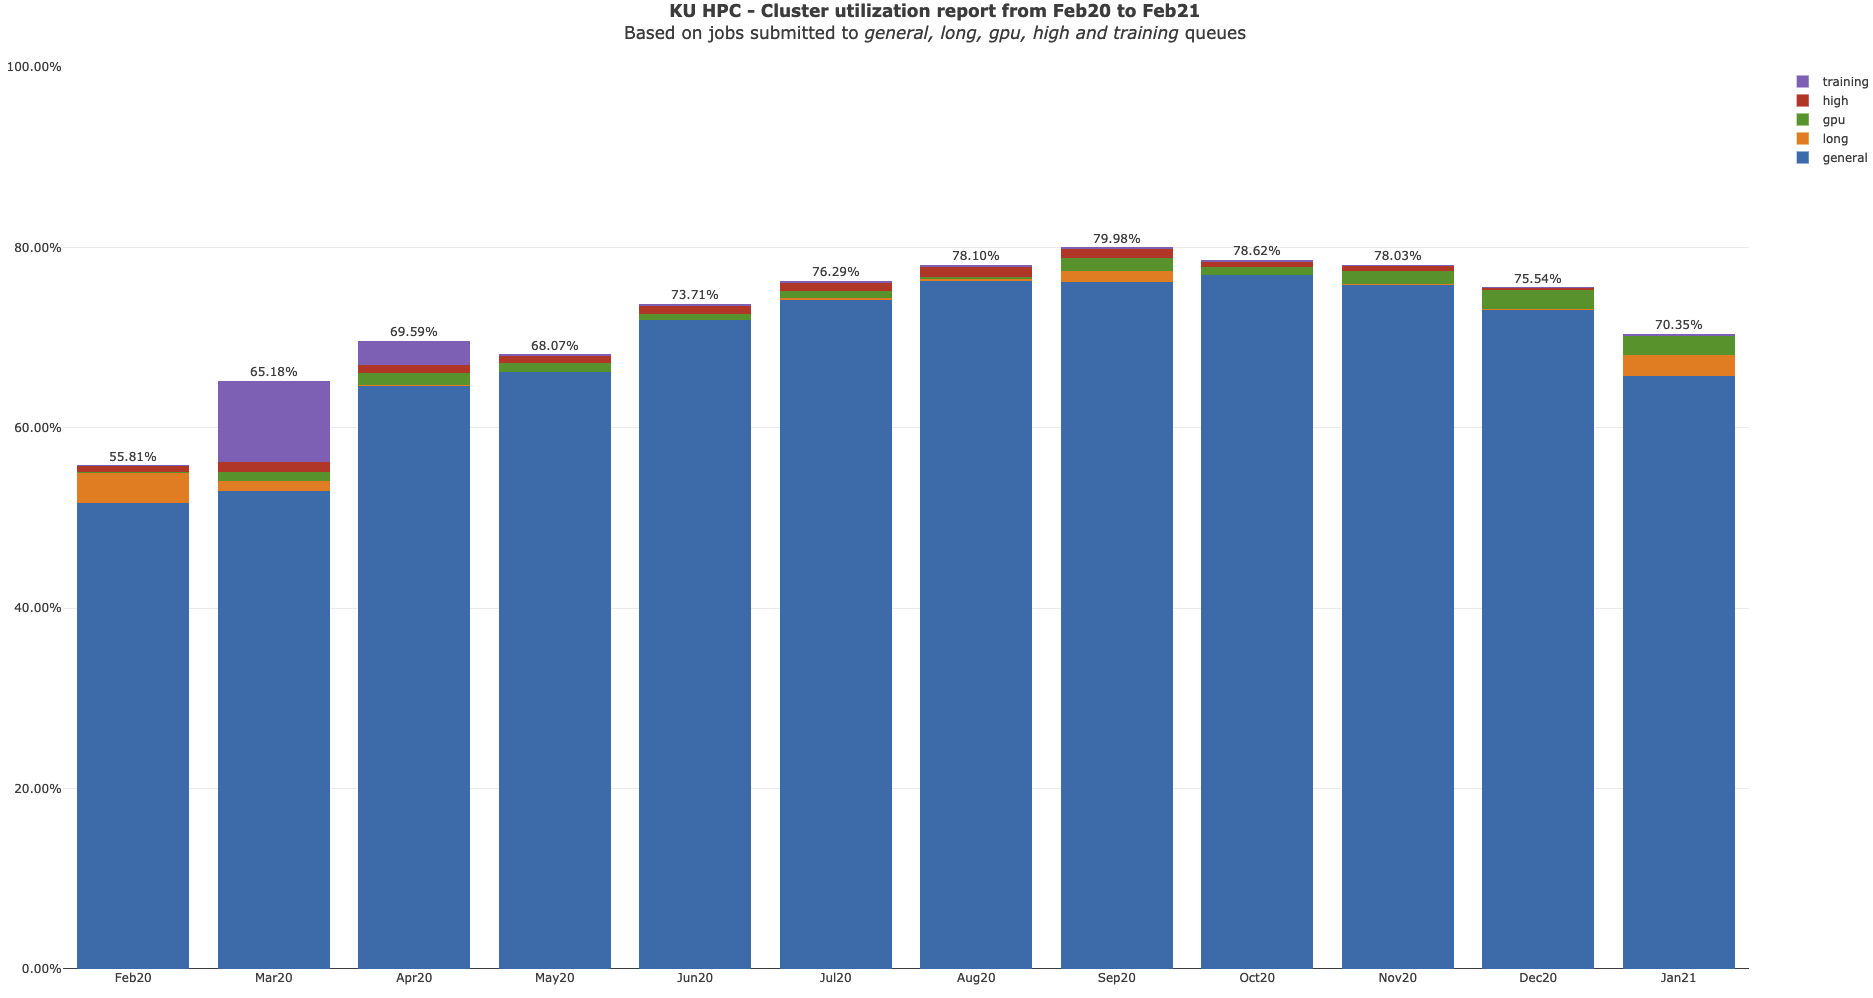 KU HPC - Cluster utilization report from Feb20 to Feb21
Based on jobs submitted to general, long, gpu, high and training queues
100.00%
80.00%
60.00%
40.00%
20.00%
0.00%
training
high
gpu
long
general
55.81%
65.18%
69.59%
68.07%
73.71%
76.29%
78.10%
79.98%
78.62%
78.03%
75.54%
70.35%
Feb20
Mar20
Apr20
May20
Jun20
Jul20
Aug20
Sep20
Oct20
Nov20
Dec20
Jan21